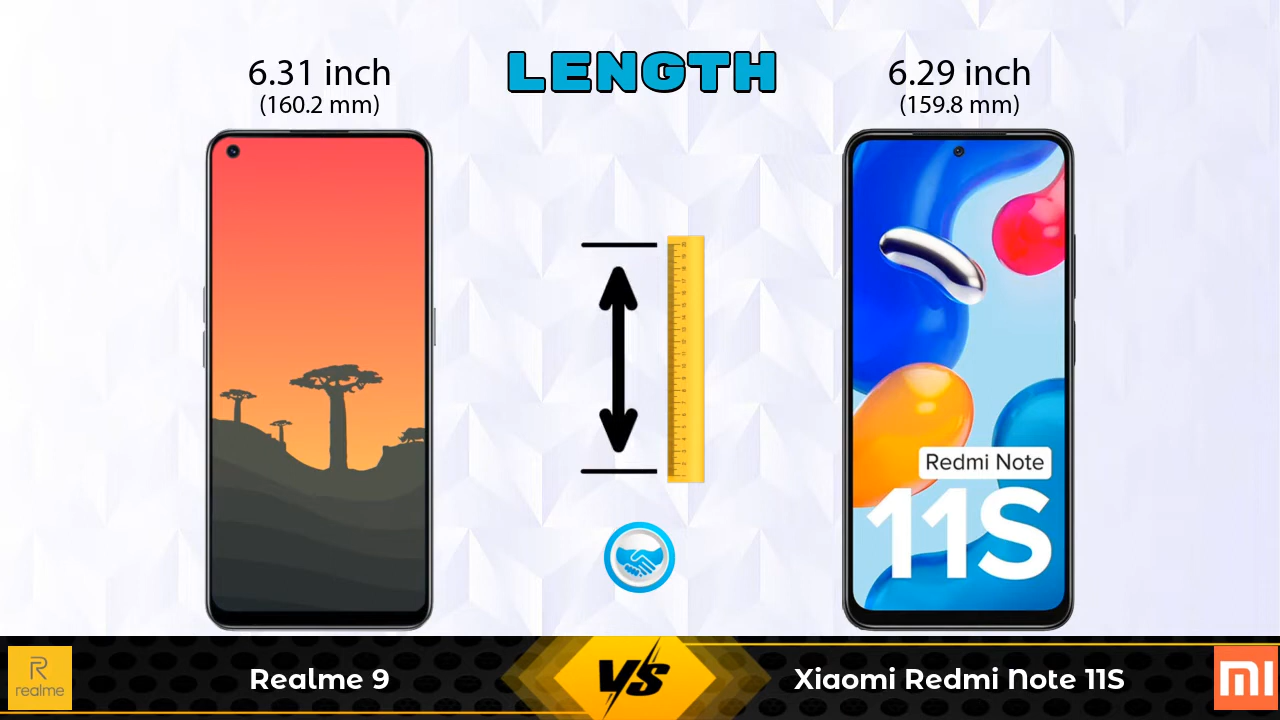 LENGTH
6.31 inch
(160.2 mm)
6.29 inch
(159.8 mm)
Redmi Note
11S
R
realme
Realme 9
VS
Xiaomi Redmi Note 11S
MI